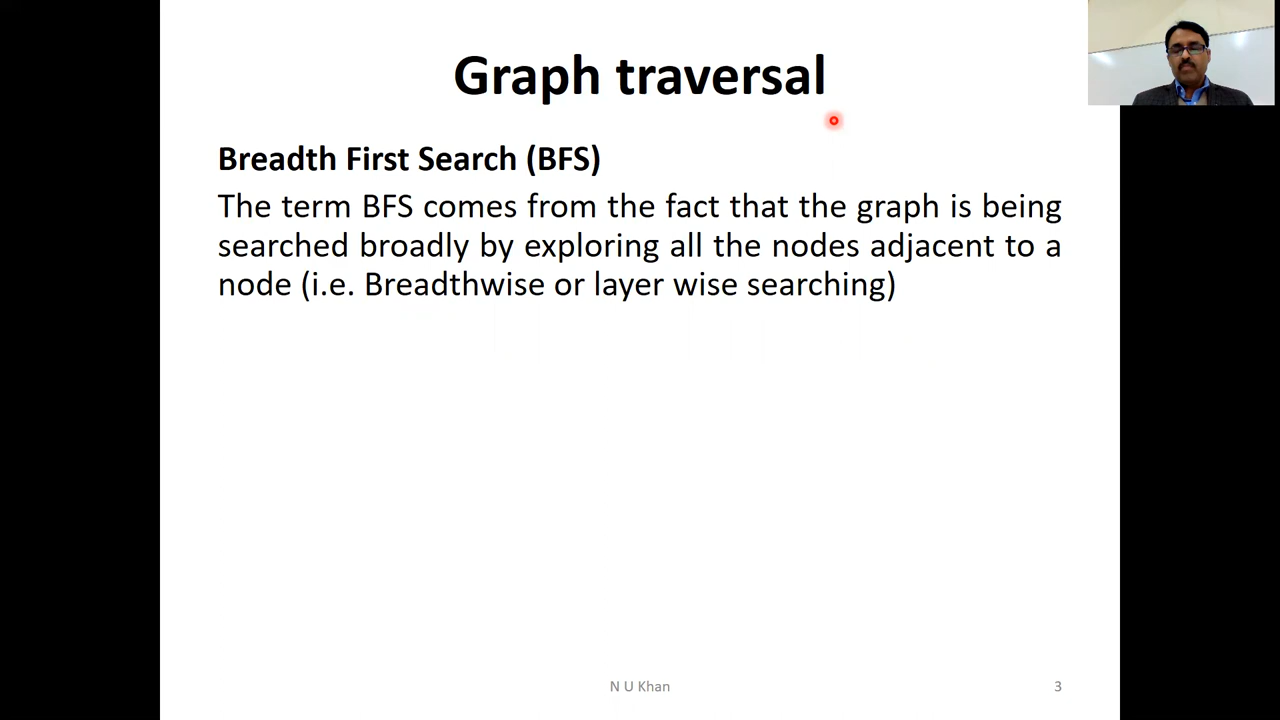 Graph traversal
Breadth First Search (BFS)
The term BFS comes from the fact that the graph is being
searched broadly by exploring all the nodes adjacent to a
node (i.e. Breadthwise or layer wise searching)
N U Khan
3